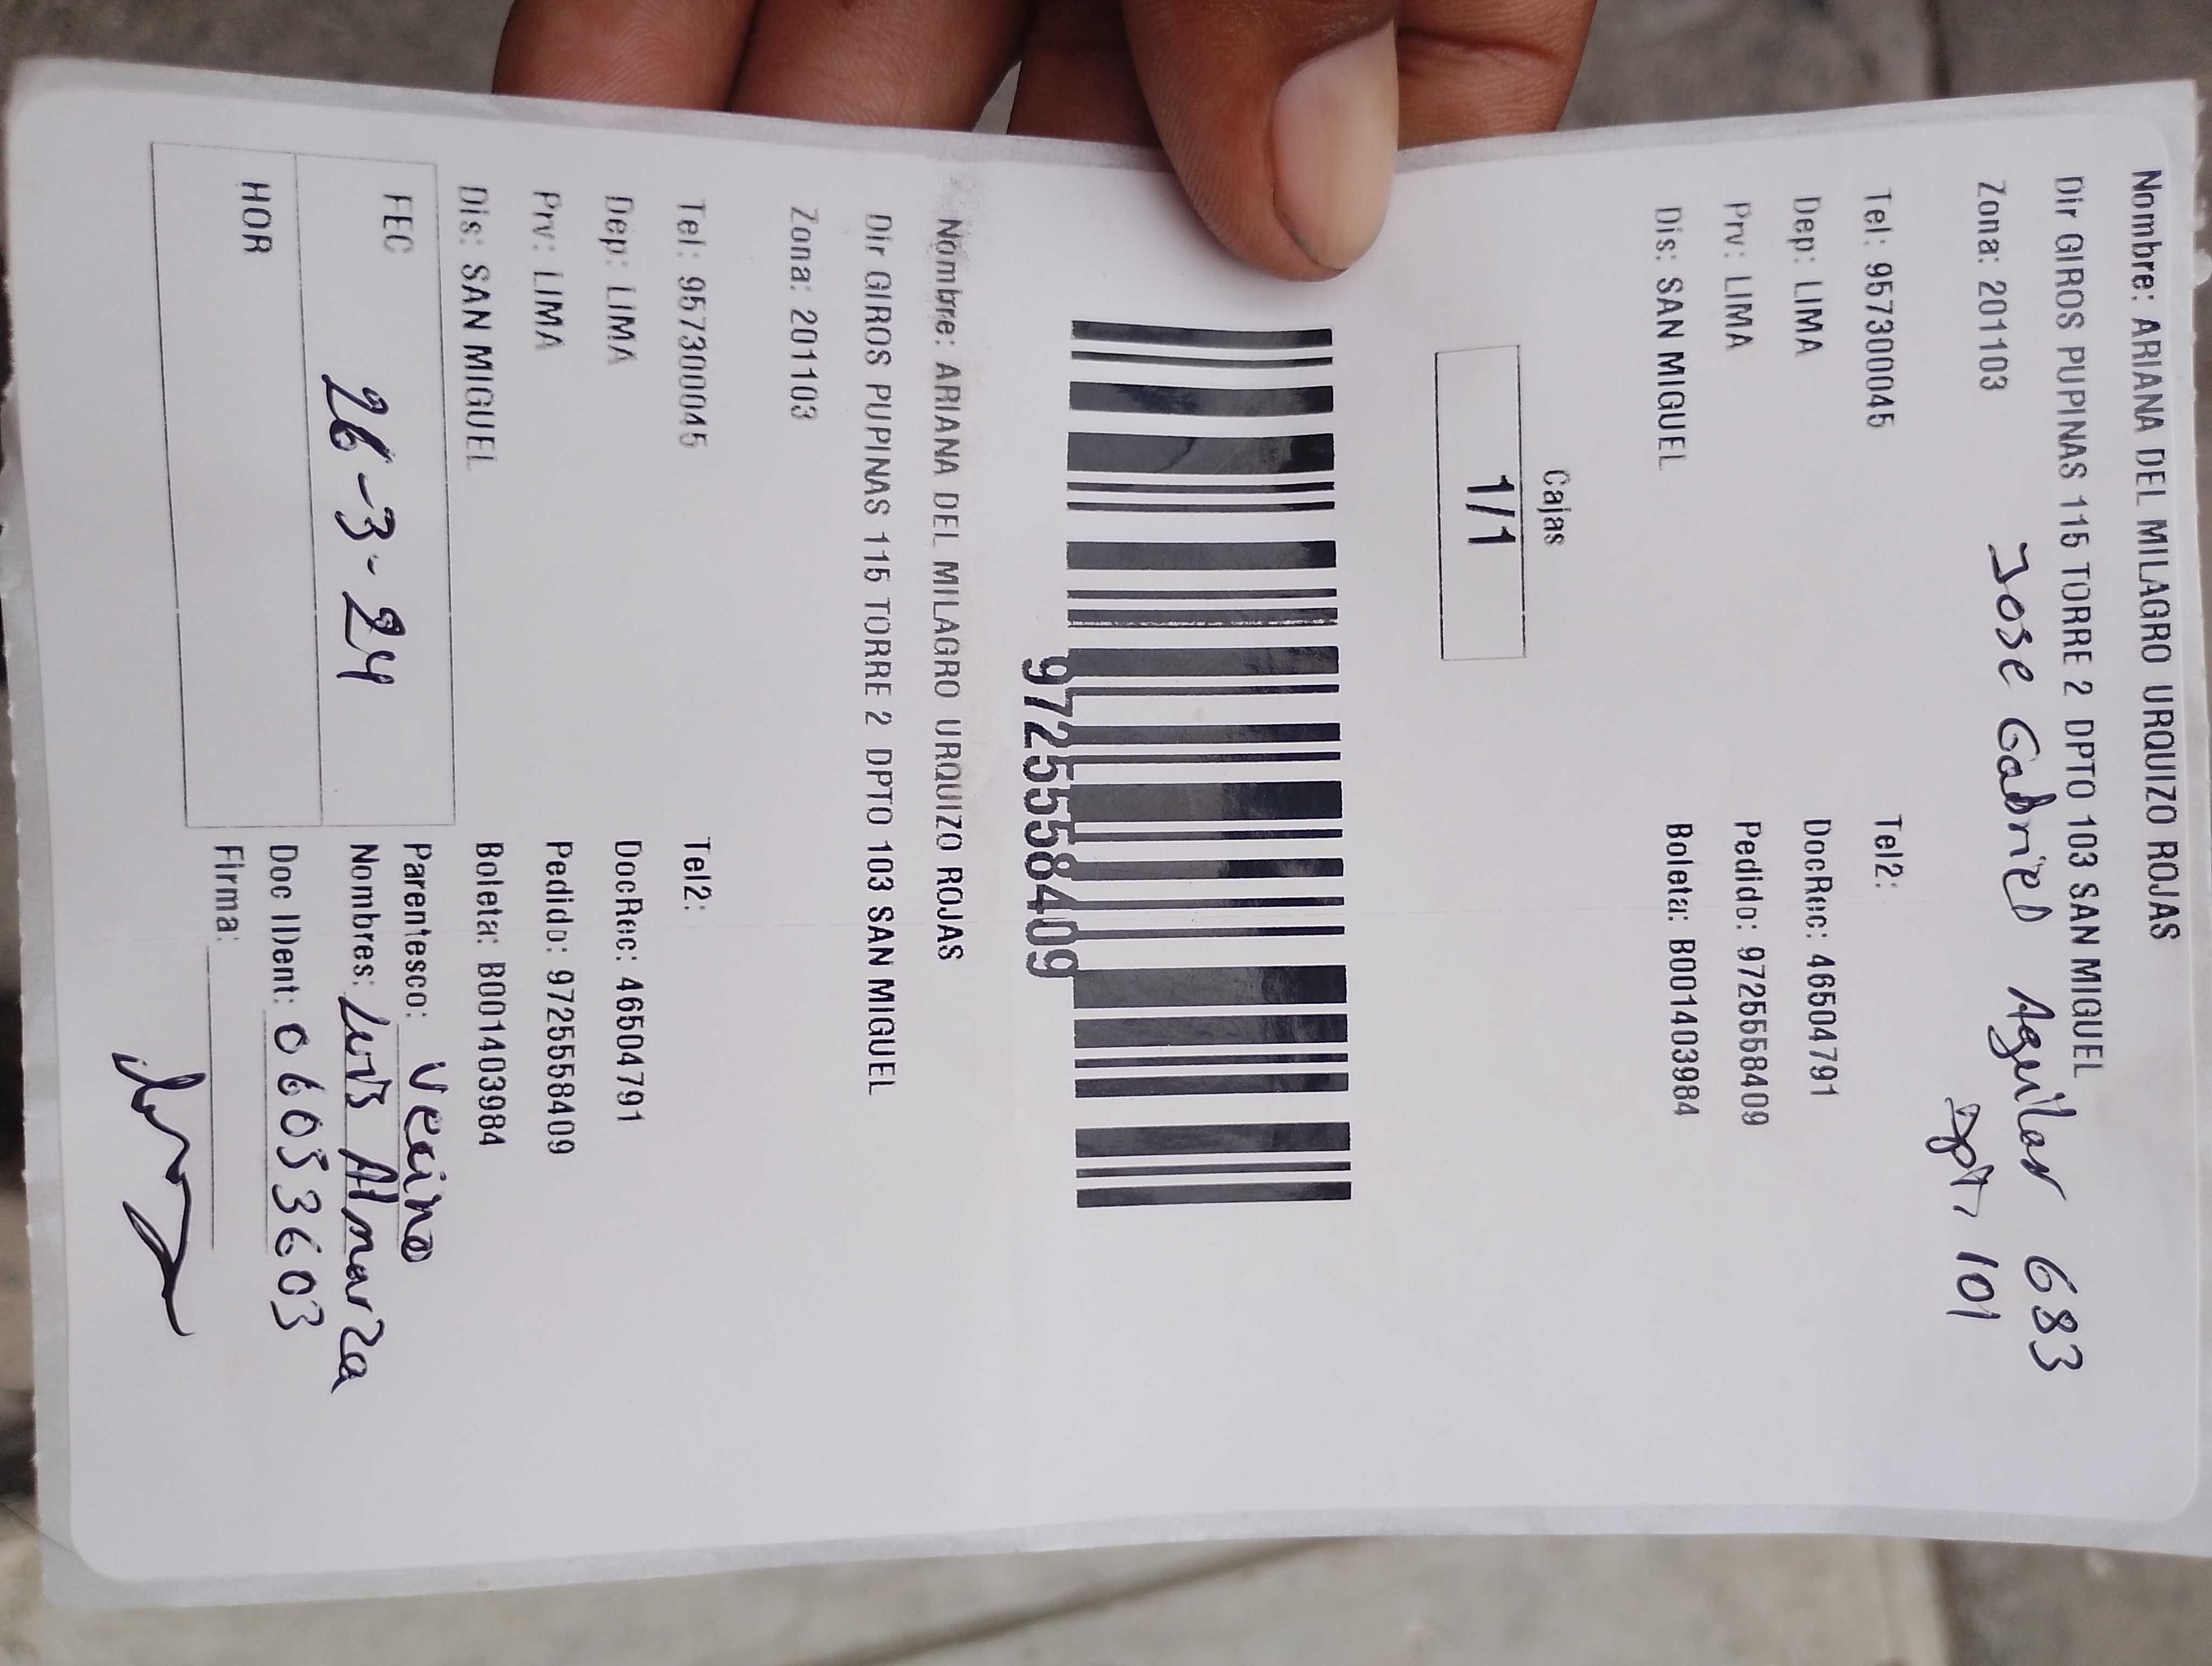 Nombre: ARIANA DEL MILAGRO URQUIZO ROJAS
Dir GIROS PUPINAS 115 TORRE 2 DPTO 103 SAN MIGUEL
Jose Gabriel Aguilar 683
Zona: 201103
Dpt, 101
Tel: 957300045 Tel2:
Dep: LIMA DocRec: 46504791
Prv: LIMA Pedido: 9725558409
Dis: SAN MIGUEL Boleta: B001403984
Cajas
1/1
9725558409
Nombre: ARIANA DEL MILAGRO URQUIZO ROJAS
Dir GIROS PUPINAS 115 TORRE 2 DPTO 103 SAN MIGUEL
Zona: 201103
Tel: 957300045 Tel2:
Dep: LIMA DocRec: 46504791
Prv: LIMA Pedido: 9725558409
Dis: SAN MIGUEL Boleta: B001403984
FEC 26-3-24
HOR
Parentesco: Vecino
Nombres: Luis Almarza
Doc IDent: 06053603
Firma: